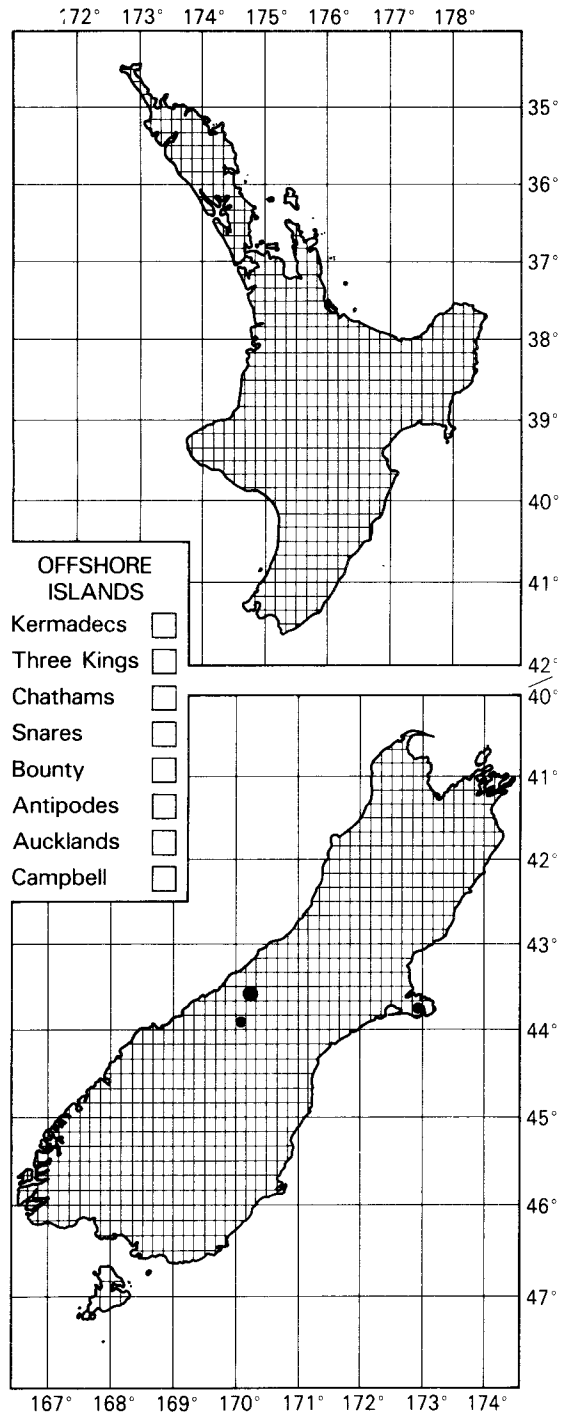 172° 173° 174° 175° 176° 177° 178°
35°
36°
37°
38°
39°
40°
41°
42°
OFFSHORE
ISLANDS
Kermadecs
Three Kings
Chathams
Snares
Bounty
Antipodes
Aucklands
Campbell
40°
41°
42°
43°
44°
45°
46°
47°
167° 168° 169° 170° 171° 172° 173° 174°